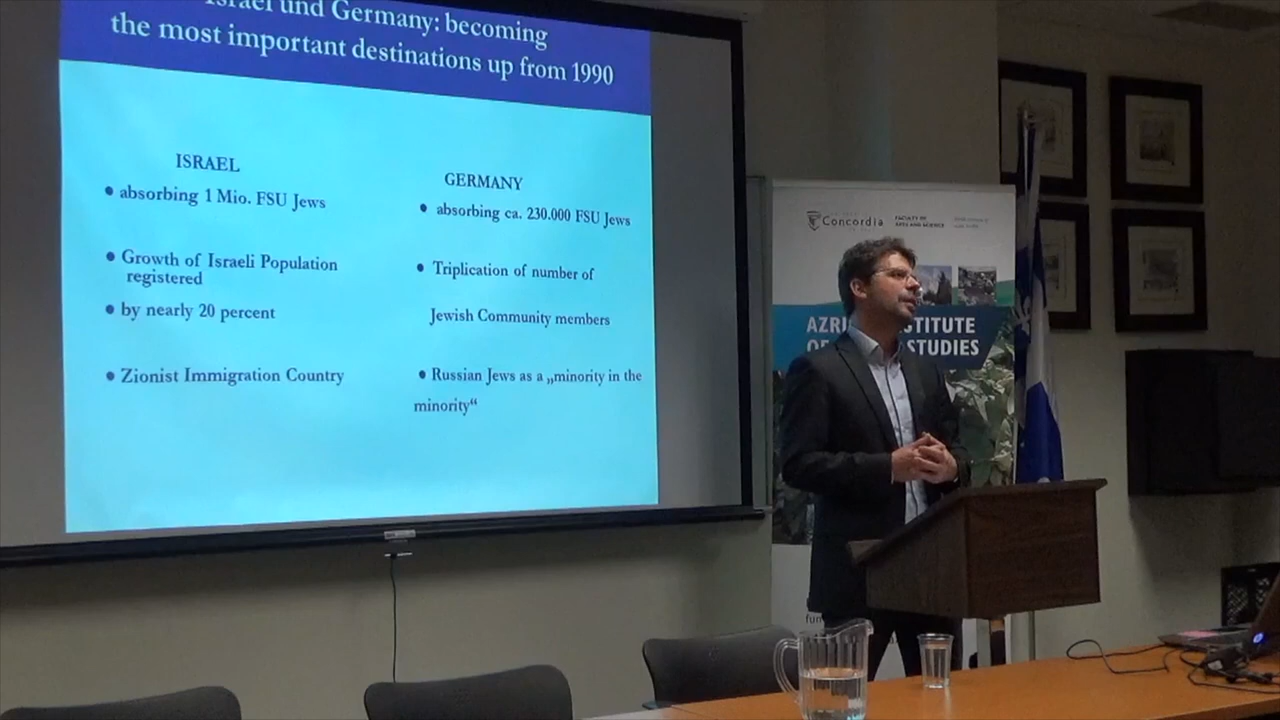 Israel und Germany: becoming
the most important destinations up from 1990
ISRAEL
• absorbing 1 Mio. FSU Jews
• Growth of Israeli Population
registered
• by nearly 20 percent
• Zionist Immigration Country
GERMANY
• absorbing ca. 230.000 FSU Jews
• Triplication of number of
Jewish Community members
• Russian Jews as a „minority in the
minority“
Concordia
FACULTY OF
ARTS AND SCIENCE
AZRI STITUTE
OF STUDIES